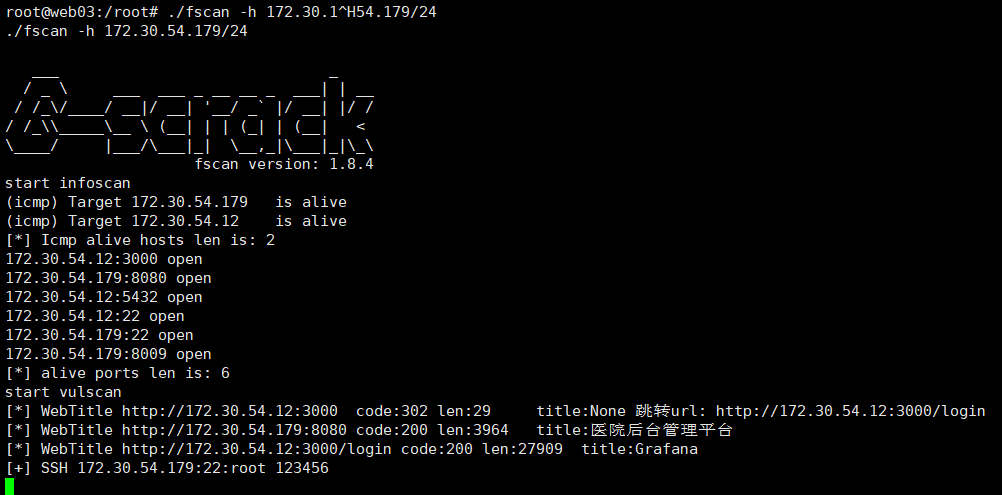 root@web03:/root# ./fscan -h 172.30.1^H54.179/24
./fscan -h 172.30.54.179/24
   ___                              _
  / _ \     ___  ___ _ __ __ _  ___| | __
 / /_\/____/ __|/ __| '__/ _` |/ __| |/ /
/ /_\\_____\__ \ (__| | | (_| | (__|   <
\____/     |___/\___|_|  \__,_|\___|_|\_\
                     fscan version: 1.8.4
start infoscan
(icmp) Target 172.30.54.179   is alive
(icmp) Target 172.30.54.12    is alive
[*] Icmp alive hosts len is: 2
172.30.54.12:3000 open
172.30.54.179:8080 open
172.30.54.12:5432 open
172.30.54.12:22 open
172.30.54.179:22 open
172.30.54.179:8009 open
[*] alive ports len is: 6
start vulscan
[*] WebTitle http://172.30.54.12:3000  code:302 len:29     title:None 跳转url: http://172.30.54.12:3000/login
[*] WebTitle http://172.30.54.179:8080 code:200 len:3964   title:医院后台管理平台
[*] WebTitle http://172.30.54.12:3000/login code:200 len:27909  title:Grafana
[+] SSH 172.30.54.179:22:root 123456